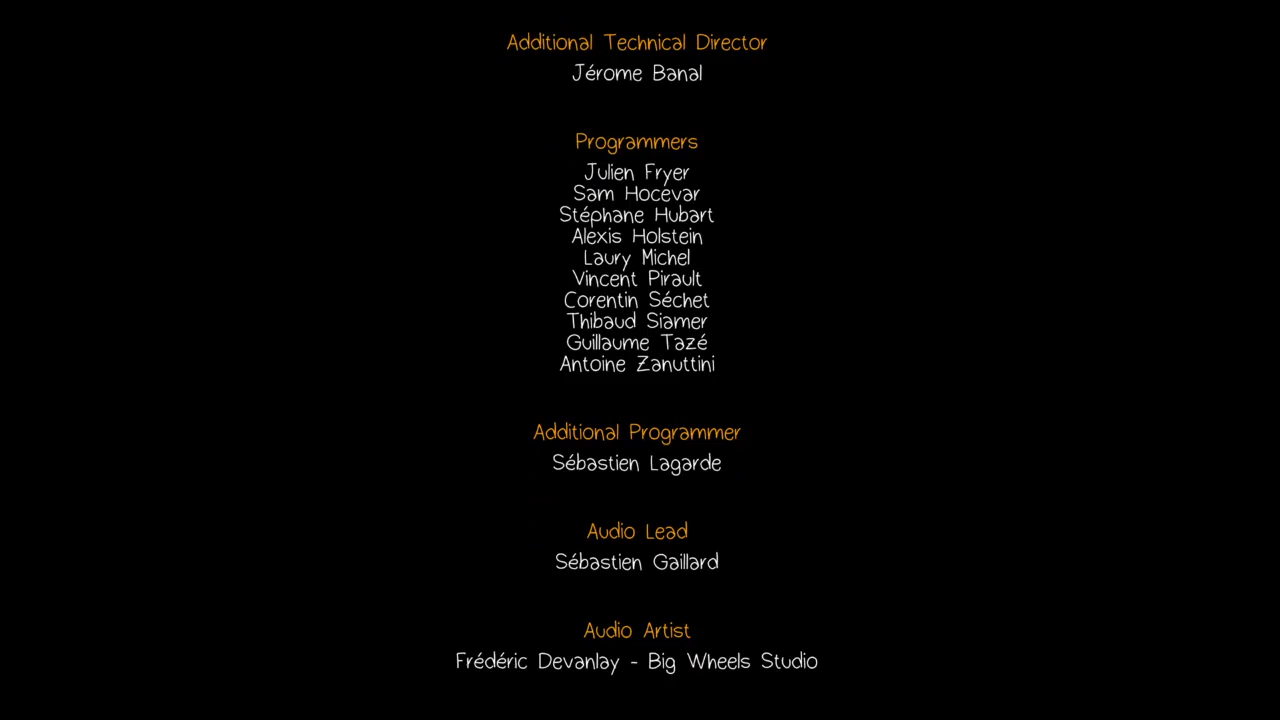 Additional Technical Director
Jérome Banal
Programmers
Julien Fryer
Sam Hocevar
Stéphane Hubart
Alexis Holstein
Laury Michel
Vincent Pirault
Corentin Séchet
Thibaud Siamer
Guillaume Tazé
Antoine Zanuttini
Additional Programmer
Sébastien Lagarde
Audio Lead
Sébastien Gaillard
Audio Artist
Frédéric Devanlay - Big Wheels Studio